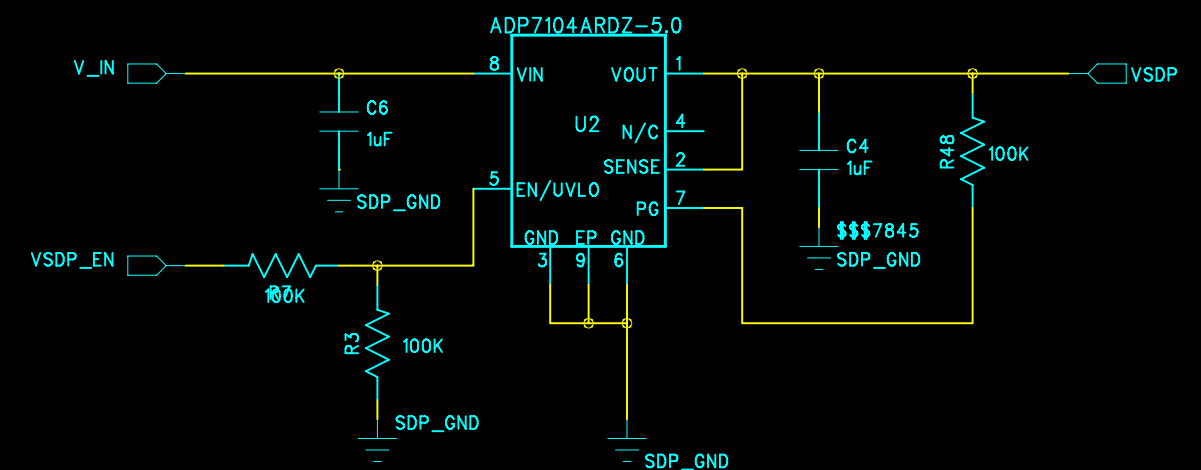 ADP7104ARDZ-5.0
V_IN
8
VIN
VOUT
1
VSDP
C6
1uF
U2
N/C
4
SENSE
2
C4
1uF
R48
100K
5
EN/UVLO
SDP_GND
PG
7
GND
EP
GND
3
9
6
$$$7845
SDP_GND
VSDP_EN
R7
100K
R3
100K
SDP_GND
SDP_GND